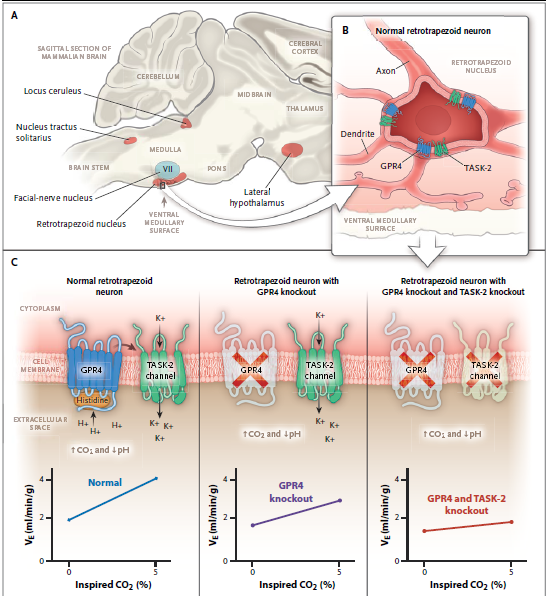 A
SAGITTAL SECTION OF
MAMMALIAN BRAIN
CEREBELLUM
CEREBRAL
CORTEX
MIDBRAIN
THALAMUS
Locus ceruleus
Nucleus tractus
solitarius
MEDULLA
BRAIN STEM
VII
PONS
Facial-nerve nucleus
Retrotrapezoid nucleus
VENTRAL
MEDULLARY
SURFACE
Lateral
hypothalamus
B
Normal retrotrapezoid neuron
Axon
RETROTRAPEZOID
NUCLEUS
Dendrite
GPR4
TASK-2
VENTRAL MEDULLARY
SURFACE
C
Normal retrotrapezoid
neuron
CYTOPLASM
K+
CELL
MEMBRANE
GPR4
TASK-2
channel
Histidine
EXTRACELLULAR
SPACE
H+
H+
H+
K+
K+
K+
↑CO2 and ↓pH
Normal
4
2
0
VE (ml/min/g)
0
5
Inspired CO2 (%)
Retrotrapezoid neuron with
GPR4 knockout
K+
GPR4
TASK-2
channel
K+
K+
K+
↑CO2 and ↓pH
GPR4
knockout
4
2
0
VE (ml/min/g)
0
5
Inspired CO2 (%)
Retrotrapezoid neuron with
GPR4 knockout and TASK-2 knockout
GPR4
TASK-2
channel
↑CO2 and ↓pH
GPR4 and TASK-2
knockout
4
2
0
VE (ml/min/g)
0
5
Inspired CO2 (%)